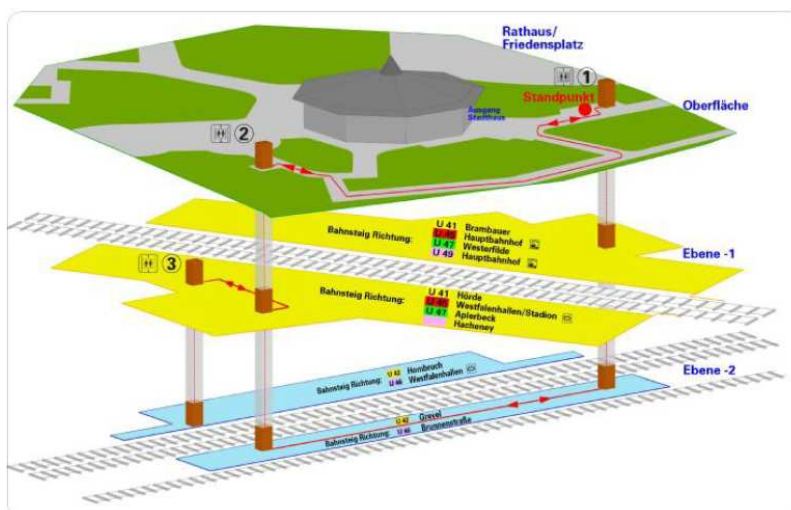 Rathaus/
Friedensplatz
1
Standpunkt
Oberfläche
Ausgang
Stadthaus
2
Bahnsteig Richtung:
U 41 Brambauer
U 45 Hauptbahnhof
U 47 Westerfilde
U 49 Hauptbahnhof
Ebene -1
3
Bahnsteig Richtung:
U 41 Hörde
U 45 Westfalenhallen/Stadion
U 47 Aplerbeck
Hacheney
Ebene -2
Bahnsteig Richtung:
U 42 Hombruch
U 46 Westfalenhallen
Bahnsteig Richtung:
U 42 Grevel
U 46 Brunnenstraße